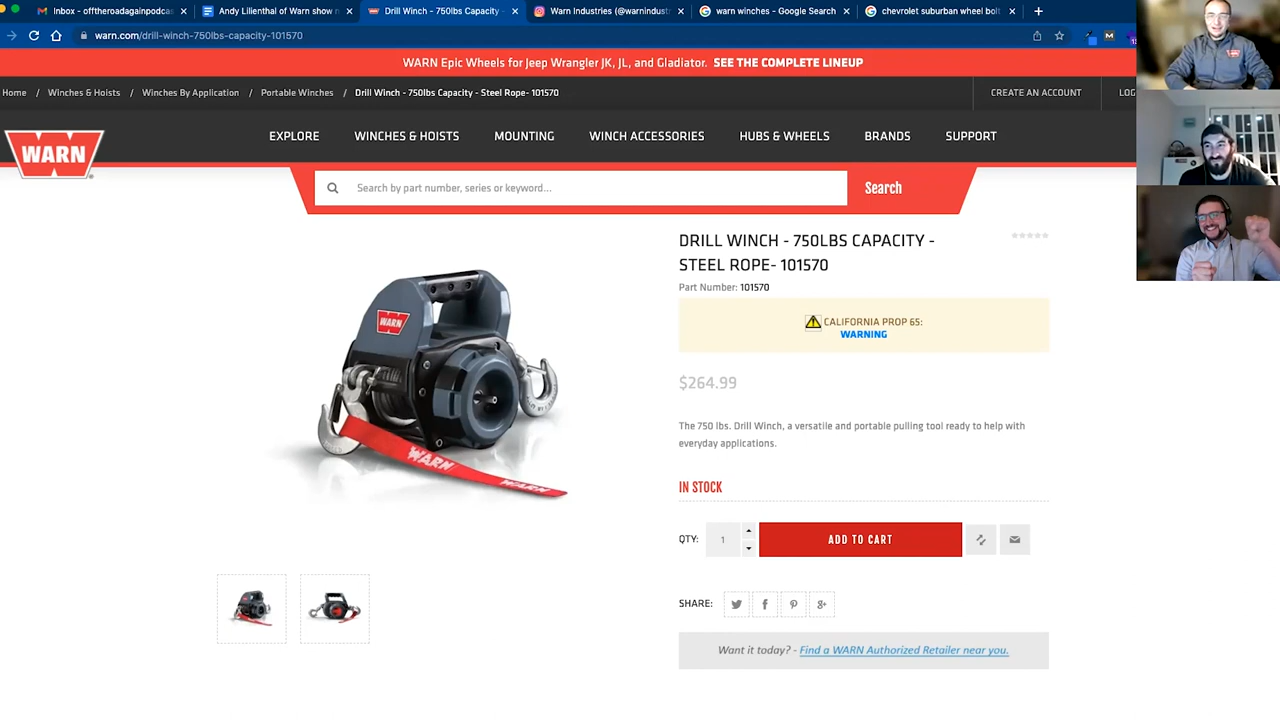 Inbox - offtheroadagainpodcas
Andy Lilienthal of Warn show n
Drill Winch - 750lbs Capacity -
Warn Industries (@warnindust
warn winches - Google Search
chevrolet suburban wheel bolt
warn.com/drill-winch-750lbs-capacity-101570
WARN Epic Wheels for Jeep Wrangler JK, JL, and Gladiator. SEE THE COMPLETE LINEUP
Home / Winches & Hoists / Winches By Application / Portable Winches / Drill Winch - 750lbs Capacity - Steel Rope- 101570
CREATE AN ACCOUNT
LOG
WARN
EXPLORE
WINCHES & HOISTS
MOUNTING
WINCH ACCESSORIES
HUBS & WHEELS
BRANDS
SUPPORT
Search by part number, series or keyword...
Search
DRILL WINCH - 750LBS CAPACITY -
STEEL ROPE- 101570
Part Number: 101570
CALIFORNIA PROP 65:
WARNING
$264.99
The 750 lbs. Drill Winch, a versatile and portable pulling tool ready to help with
everyday applications.
IN STOCK
QTY: 1
ADD TO CART
SHARE:
Want it today? - Find a WARN Authorized Retailer near you.
WARN
WARN
WARN